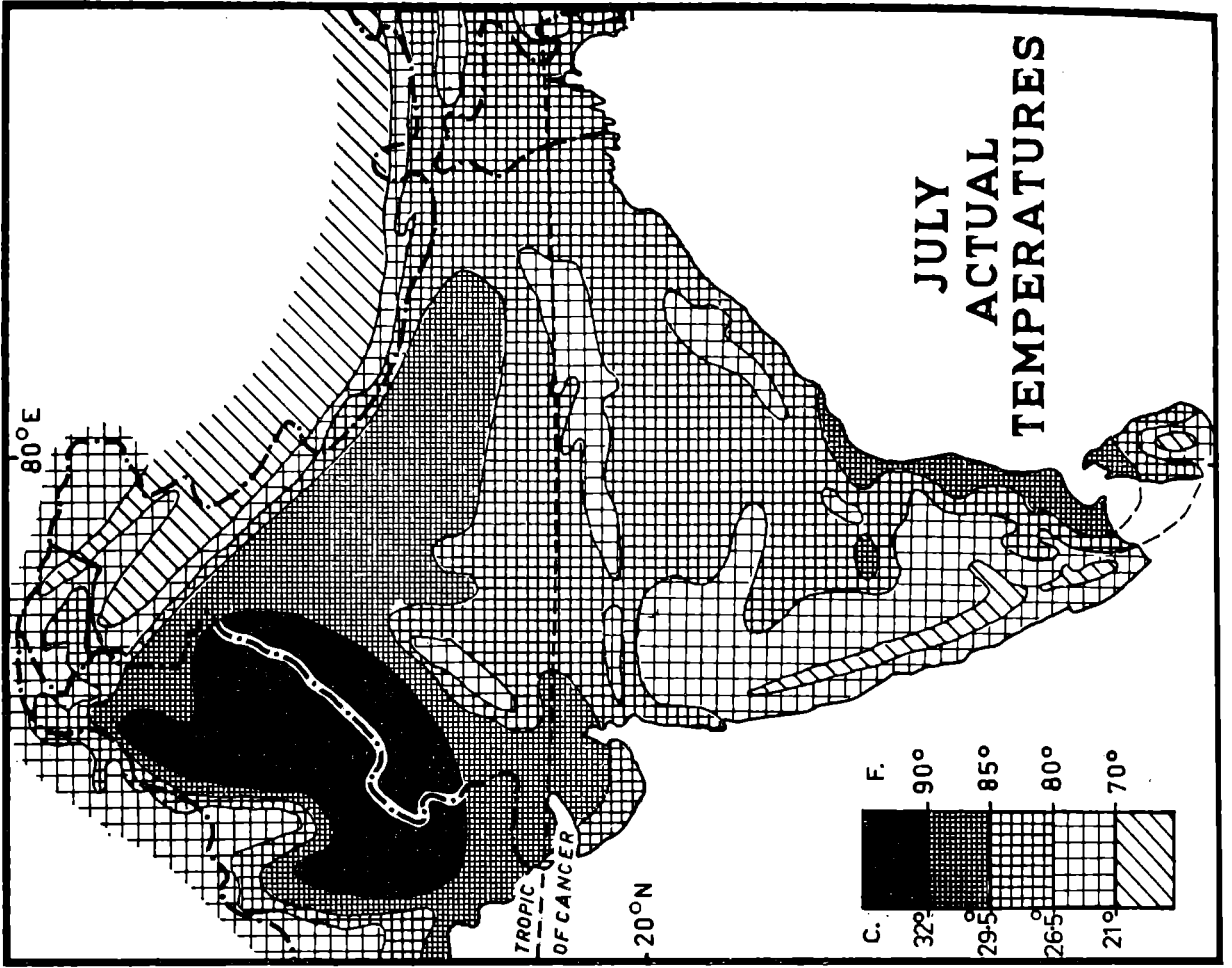 80°E
JULY
ACTUAL
TEMPERATURES
TROPIC
OF CANCER
20°N
C. F.
32° 90°
29·5° 85°
26·5° 80°
21° 70°